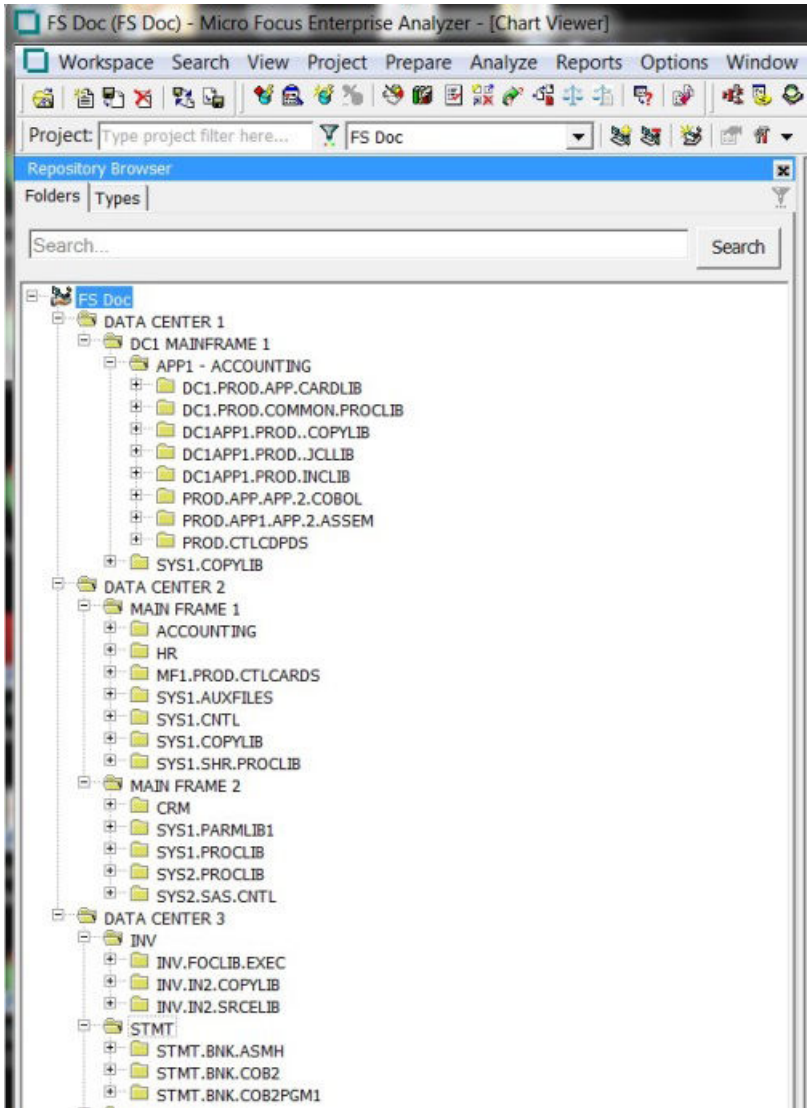 FS Doc (FS Doc) - Micro Focus Enterprise Analyzer - [Chart Viewer]
Workspace Search View Project Prepare Analyze Reports Options Window
Project: Type project filter here... FS Doc
Repository Browser
Folders Types
Search... Search
FS Doc
DATA CENTER 1
DC1 MAINFRAME 1
APP1 - ACCOUNTING
DC1.PROD.APP.CARDLIB
DC1.PROD.COMMON.PROCLIB
DC1APP1.PROD..COPYLIB
DC1APP1.PROD..JCLLIB
DC1APP1.PROD.INCLIB
PROD.APP.APP.2.COBOL
PROD.APP1.APP.2.ASSEM
PROD.CTLCDPDS
SYS1.COPYLIB
DATA CENTER 2
MAIN FRAME 1
ACCOUNTING
HR
MF1.PROD.CTLCARDS
SYS1.AUXFILES
SYS1.CNTL
SYS1.COPYLIB
SYS1.SHR.PROCLIB
MAIN FRAME 2
CRM
SYS1.PARMLIB1
SYS1.PROCLIB
SYS2.PROCLIB
SYS2.SAS.CNTL
DATA CENTER 3
INV
INV.FOCLIB.EXEC
INV.IN2.COPYLIB
INV.IN2.SRCELIB
STMT
STMT.BNK.ASMH
STMT.BNK.COB2
STMT.BNK.COB2PGM1